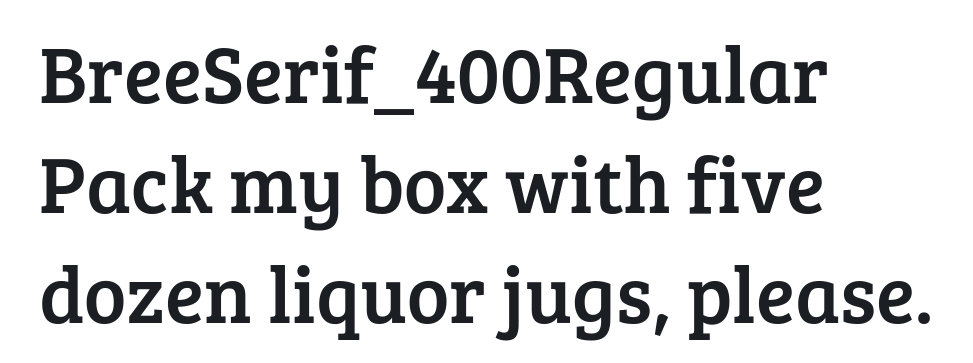 BreeSerif_400Regular
Pack my box with five
dozen liquor jugs, please.